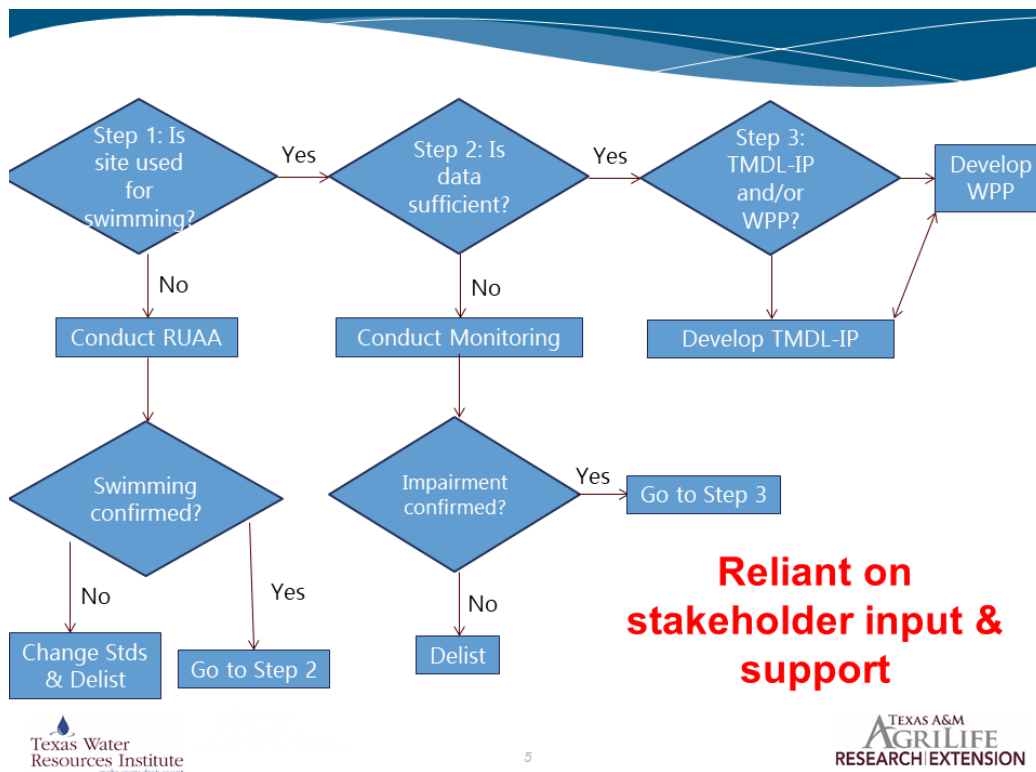 Step 1: Is
site used
for
swimming?
Yes
Step 2: Is
data
sufficient?
Yes
Step 3:
TMDL-IP
and/or
WPP?
Develop
WPP
No
No
Conduct RUAA
Conduct Monitoring
Develop TMDL-IP
Swimming
confirmed?
Impairment
confirmed?
Yes
Go to Step 3
No
Yes
No
Change Stds
& Delist
Go to Step 2
Delist
Reliant on
stakeholder input &
support
Texas Water
Resources Institute
5
TEXAS A&M
AGRILIFE
RESEARCH | EXTENSION